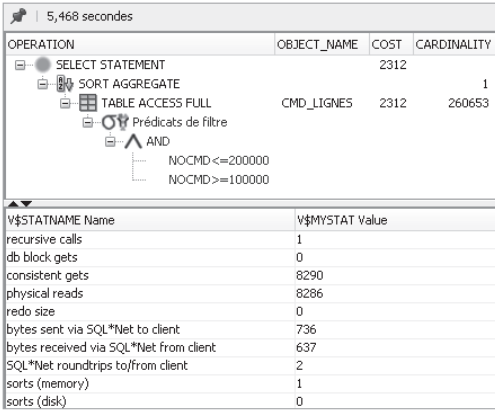 5,468 secondes
OPERATION OBJECT_NAME COST CARDINALITY
SELECT STATEMENT 2312
SORT AGGREGATE 1
TABLE ACCESS FULL CMD_LIGNES 2312 260653
Prédicats de filtre
AND
NOCMD<=200000
NOCMD>=100000
V$STATNAME Name V$MYSTAT Value
recursive calls 1
db block gets 0
consistent gets 8290
physical reads 8286
redo size 0
bytes sent via SQL*Net to client 736
bytes received via SQL*Net from client 637
SQL*Net roundtrips to/from client 2
sorts (memory) 1
sorts (disk) 0